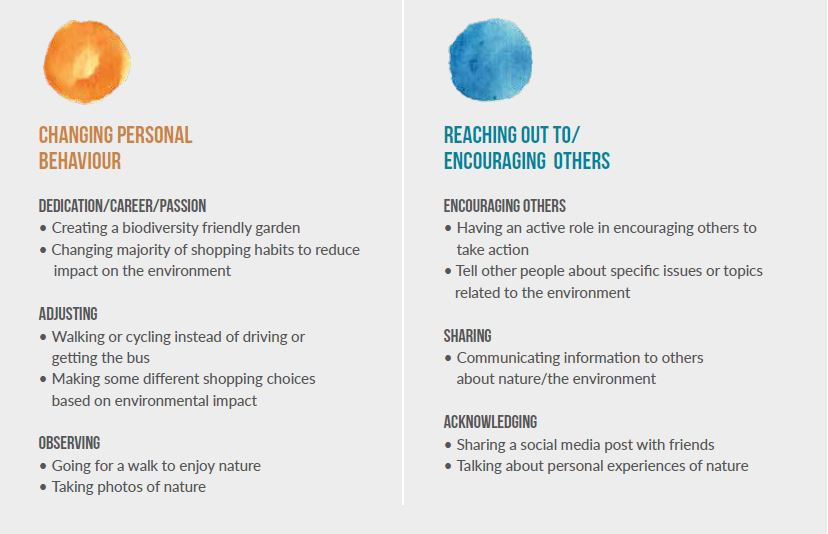 CHANGING PERSONAL
BEHAVIOUR
DEDICATION/CAREER/PASSION
• Creating a biodiversity friendly garden
• Changing majority of shopping habits to reduce
impact on the environment
ADJUSTING
• Walking or cycling instead of driving or
getting the bus
• Making some different shopping choices
based on environmental impact
OBSERVING
• Going for a walk to enjoy nature
• Taking photos of nature
REACHING OUT TO/
ENCOURAGING OTHERS
ENCOURAGING OTHERS
• Having an active role in encouraging others to
take action
• Tell other people about specific issues or topics
related to the environment
SHARING
• Communicating information to others
about nature/the environment
ACKNOWLEDGING
• Sharing a social media post with friends
• Talking about personal experiences of nature